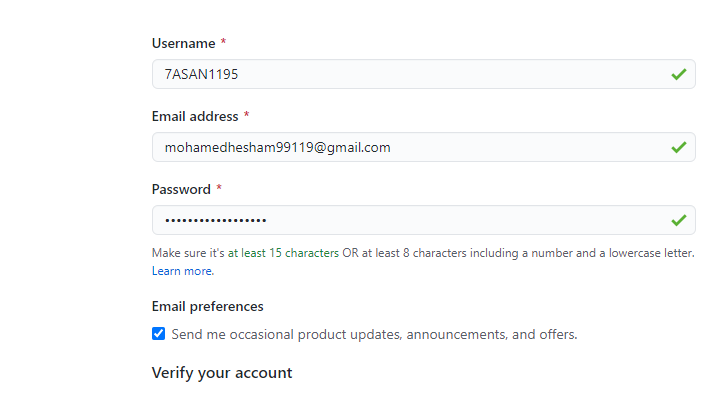 Username *
7ASAN1195
Email address *
mohamedhesham99119@gmail.com
Password *
••••••••••••••••••
Make sure it's at least 15 characters OR at least 8 characters including a number and a lowercase letter.
Learn more.
Email preferences
Send me occasional product updates, announcements, and offers.
Verify your account